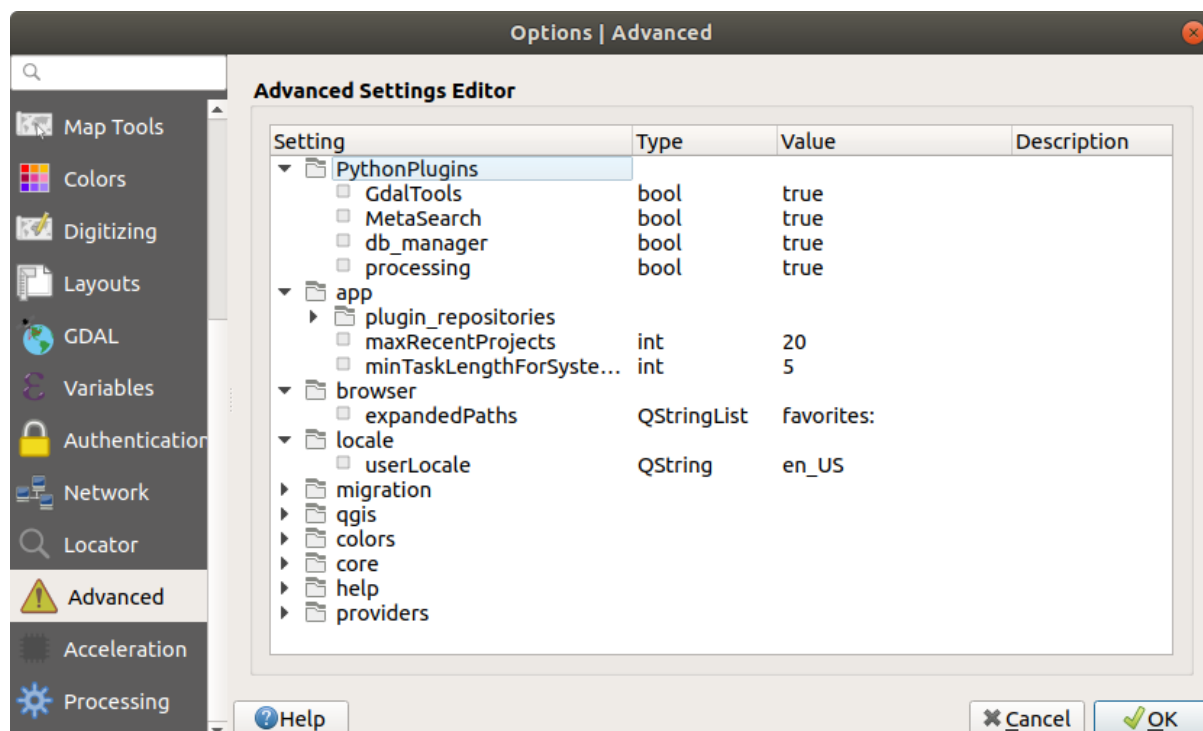 Options | Advanced
Map Tools
Colors
Digitizing
Layouts
GDAL
Variables
Authentication
Network
Locator
Advanced
Acceleration
Processing
Advanced Settings Editor
Setting Type Value Description
PythonPlugins
GdalTools bool true
MetaSearch bool true
db_manager bool true
processing bool true
app
plugin_repositories
maxRecentProjects int 20
minTaskLengthForSyste... int 5
browser
expandedPaths QStringList favorites:
locale
userLocale QString en_US
migration
qgis
colors
core
help
providers
Help Cancel OK